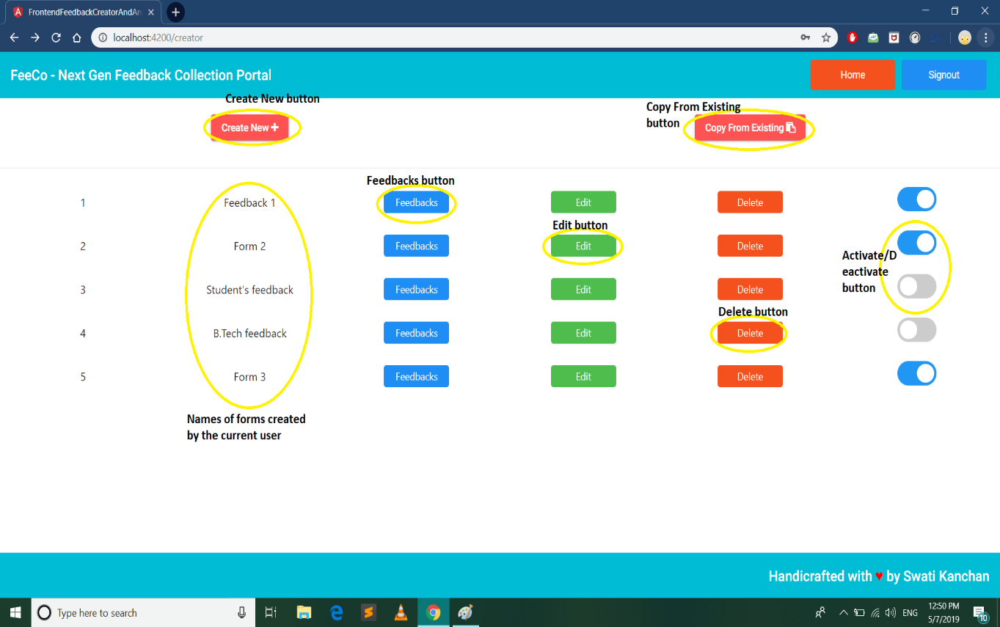 FrontendFeedbackCreatorAndAn
localhost:4200/creator
FeeCo - Next Gen Feedback Collection Portal
Home
Signout
Create New button
Copy From Existing
button
Create New
Copy From Existing
Feedbacks button
1
Feedback 1
Feedbacks
Edit
Delete
Edit button
2
Form 2
Feedbacks
Edit
Delete
Activate/D
eactivate
button
3
Student's feedback
Feedbacks
Edit
Delete
Delete button
4
B.Tech feedback
Feedbacks
Edit
Delete
5
Form 3
Feedbacks
Edit
Delete
Names of forms created
by the current user
Handicrafted with ♥ by Swati Kanchan
Type here to search
ENG
12:50 PM
5/7/2019
10